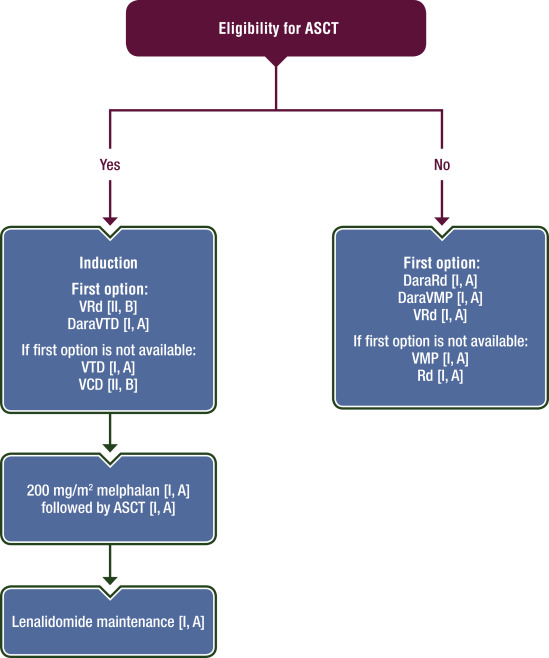 Eligibility for ASCT
Yes
No
Induction
First option:
VRd [II, B]
DaraVTD [I, A]
If first option is not available:
VTD [I, A]
VCD [II, B]
First option:
DaraRd [I, A]
DaraVMP [I, A]
VRd [I, A]
If first option is not available:
VMP [I, A]
Rd [I, A]
200 mg/m² melphalan [I, A]
followed by ASCT [I, A]
Lenalidomide maintenance [I, A]